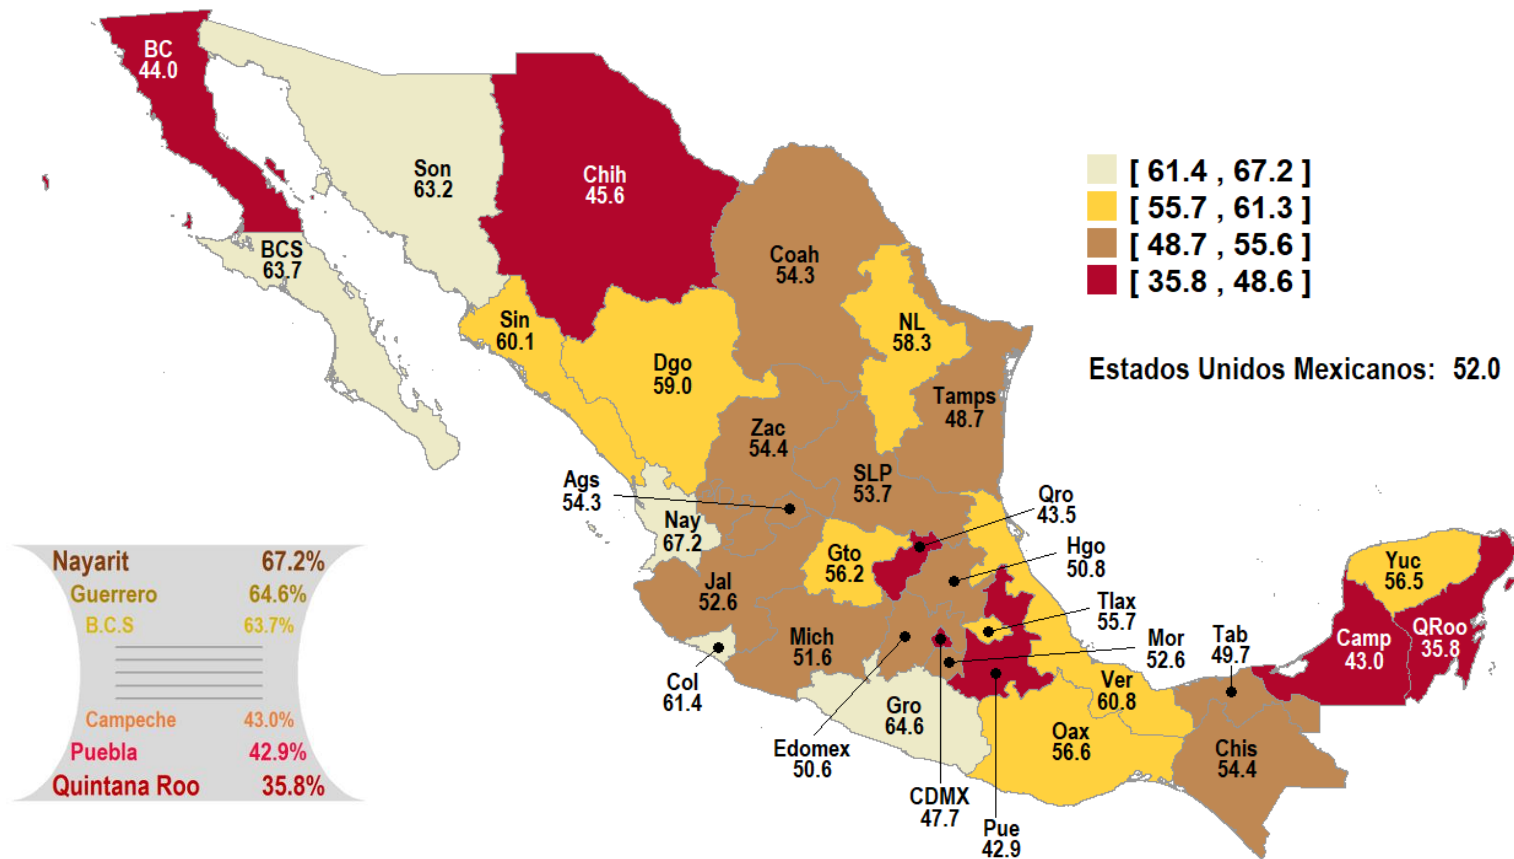 BC
44.0
Son
63.2
Chih
45.6
BCS
63.7
Coah
54.3
[ 61.4 , 67.2 ]
[ 55.7 , 61.3 ]
[ 48.7 , 55.6 ]
[ 35.8 , 48.6 ]
Estados Unidos Mexicanos: 52.0
Sin
60.1
NL
58.3
Dgo
59.0
Tamps
48.7
Zac
54.4
SLP
53.7
Ags
54.3
Qro
43.5
Nay
67.2
Gto
56.2
Hgo
50.8
Yuc
56.5
Jal
52.6
Tlax
55.7
Mich
51.6
Mor
52.6
Tab
49.7
Camp
43.0
QRoo
35.8
Col
61.4
Gro
64.6
Ver
60.8
Edomex
50.6
Oax
56.6
Chis
54.4
CDMX
47.7
Pue
42.9
Nayarit 67.2%
Guerrero 64.6%
B.C.S 63.7%
Campeche 43.0%
Puebla 42.9%
Quintana Roo 35.8%